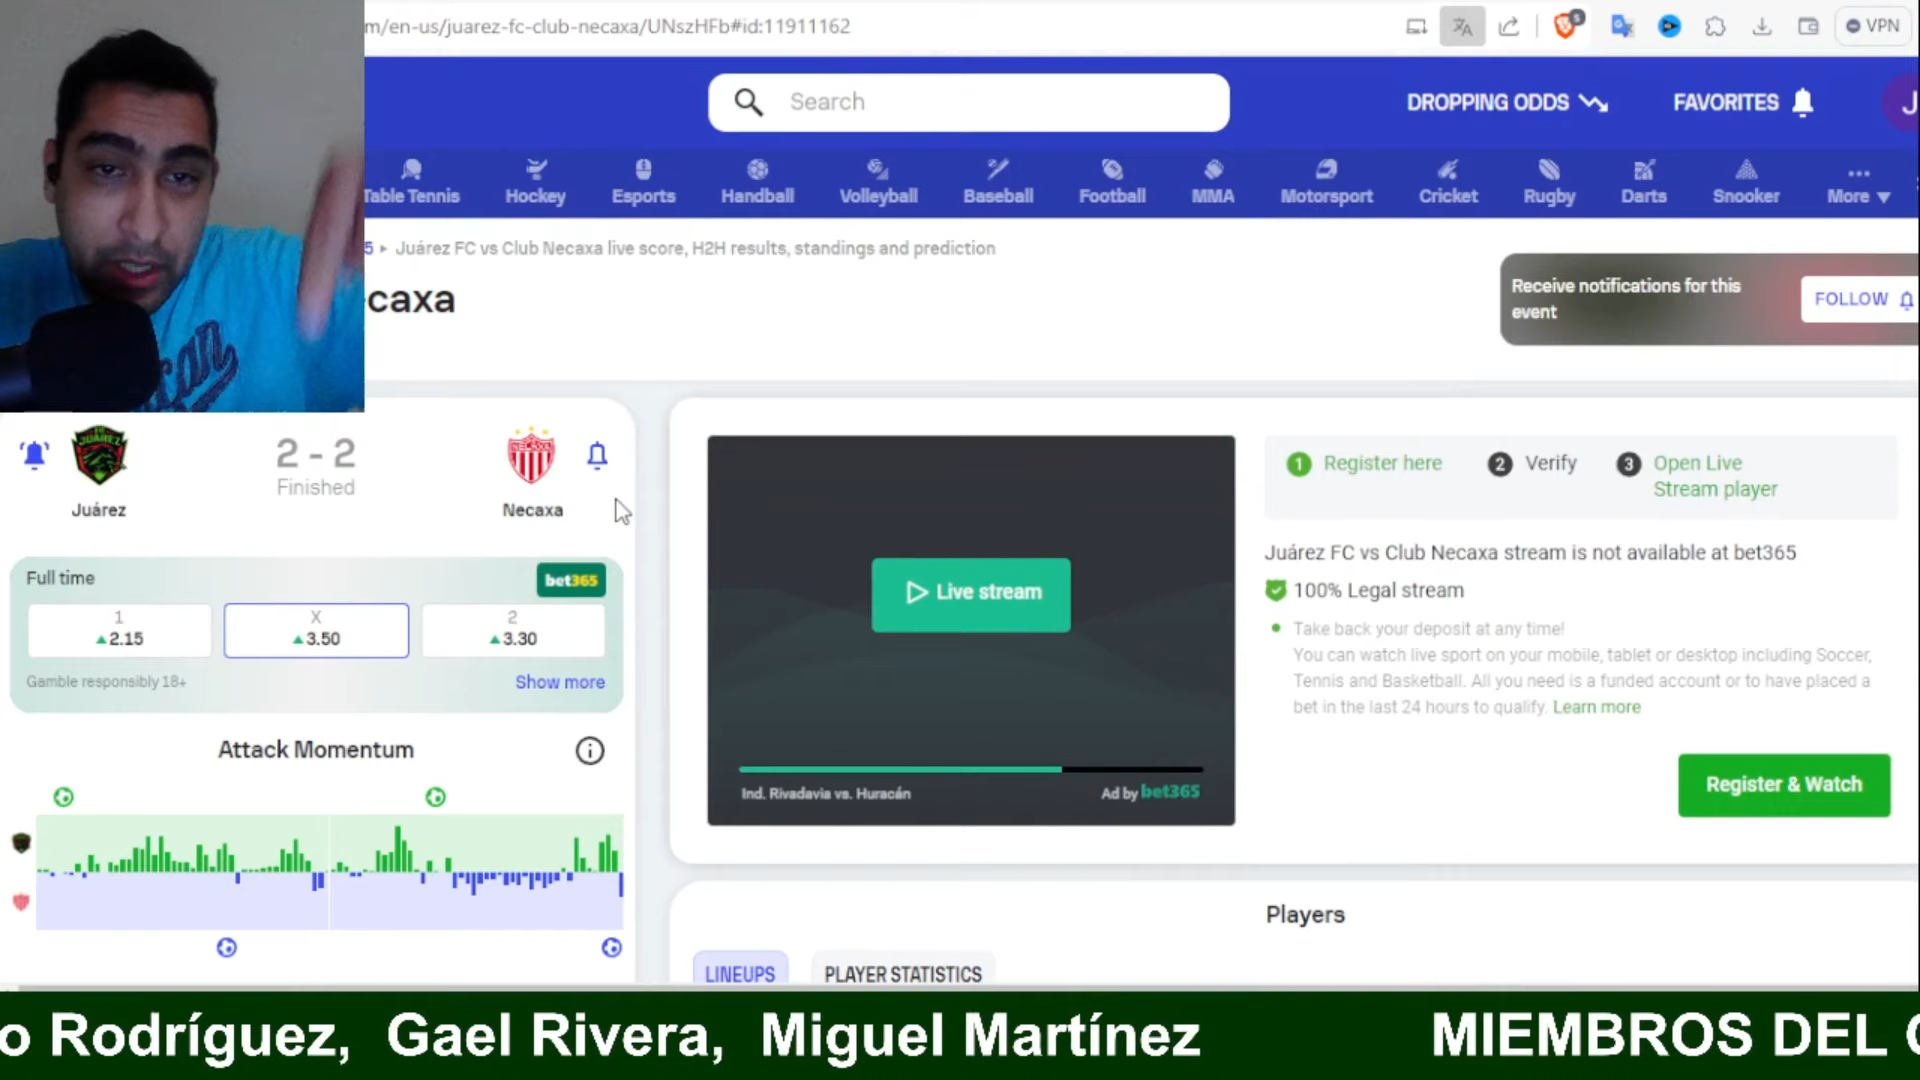 m/en-us/juarez-fc-club-necaxa/UNszHFb#id:11911162
VPN
Search
DROPPING ODDS
FAVORITES
J
Table Tennis
Hockey
Esports
Handball
Volleyball
Baseball
Football
MMA
Motorsport
Cricket
Rugby
Darts
Snooker
More
5 ▸ Juárez FC vs Club Necaxa live score, H2H results, standings and prediction
caxa
Receive notifications for this
event
FOLLOW
2 - 2
Finished
JUÁREZ
NECAXA
Juárez
Necaxa
Full time
bet365
1
2.15
X
3.50
2
3.30
Gamble responsibly 18+
Show more
Attack Momentum
Live stream
Ind. Rivadavia vs. Huracán
Ad by bet365
1 Register here
2 Verify
3 Open Live
Stream player
Juárez FC vs Club Necaxa stream is not available at bet365
100% Legal stream
Take back your deposit at any time!
You can watch live sport on your mobile, tablet or desktop including Soccer,
Tennis and Basketball. All you need is a funded account or to have placed a
bet in the last 24 hours to qualify. Learn more
Register & Watch
Players
LINEUPS
PLAYER STATISTICS
o Rodríguez, Gael Rivera, Miguel Martínez
MIEMBROS DEL